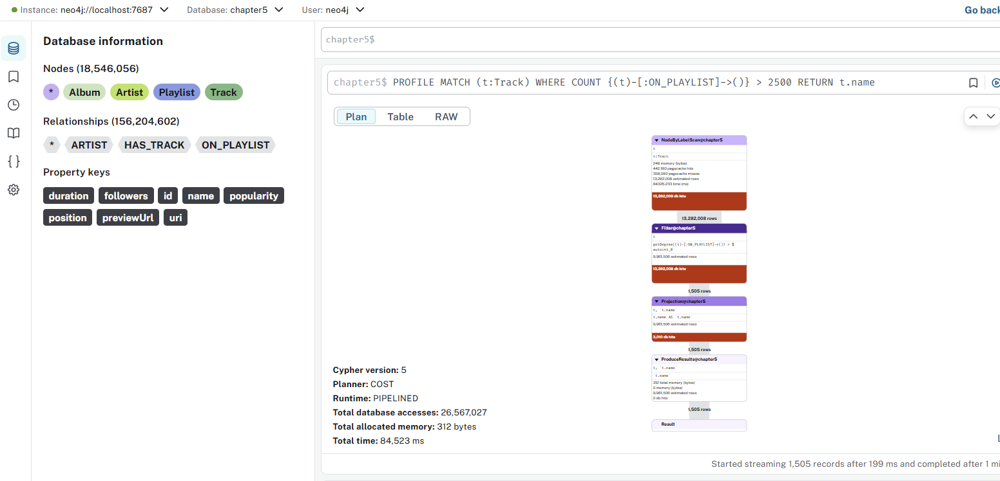 Instance: neo4j://localhost:7687 Database: chapter5 User: neo4j Go back
Database information
Nodes (18,546,056)
* Album Artist Playlist Track
Relationships (156,204,602)
* ARTIST HAS_TRACK ON_PLAYLIST
Property keys
duration followers id name popularity
position previewUrl uri
chapter5$
chapter5$ PROFILE MATCH (t:Track) WHERE COUNT {(t)-[:ON_PLAYLIST]->()} > 2500 RETURN t.name
Plan Table RAW
NodeByLabelScan@chapter5
t
t:Track
248 memory (bytes)
442,180 pagecache hits
358,080 pagecache misses
13,282,008 estimated rows
84326.233 time (ms)
13,282,009 db hits
13,282,008 rows
Filter@chapter5
t
getDegree((t)-[:ON_PLAYLIST]->()) > $
autoint_0
9,961,506 estimated rows
13,282,008 db hits
1,505 rows
Projection@chapter5
t, `t.name`
t.name AS `t.name`
9,961,506 estimated rows
3,010 db hits
1,505 rows
ProduceResults@chapter5
t, `t.name`
`t.name`
312 total memory (bytes)
0 memory (bytes)
9,961,506 estimated rows
0 db hits
1,505 rows
Result
Cypher version: 5
Planner: COST
Runtime: PIPELINED
Total database accesses: 26,567,027
Total allocated memory: 312 bytes
Total time: 84,523 ms
Started streaming 1,505 records after 199 ms and completed after 1 mi